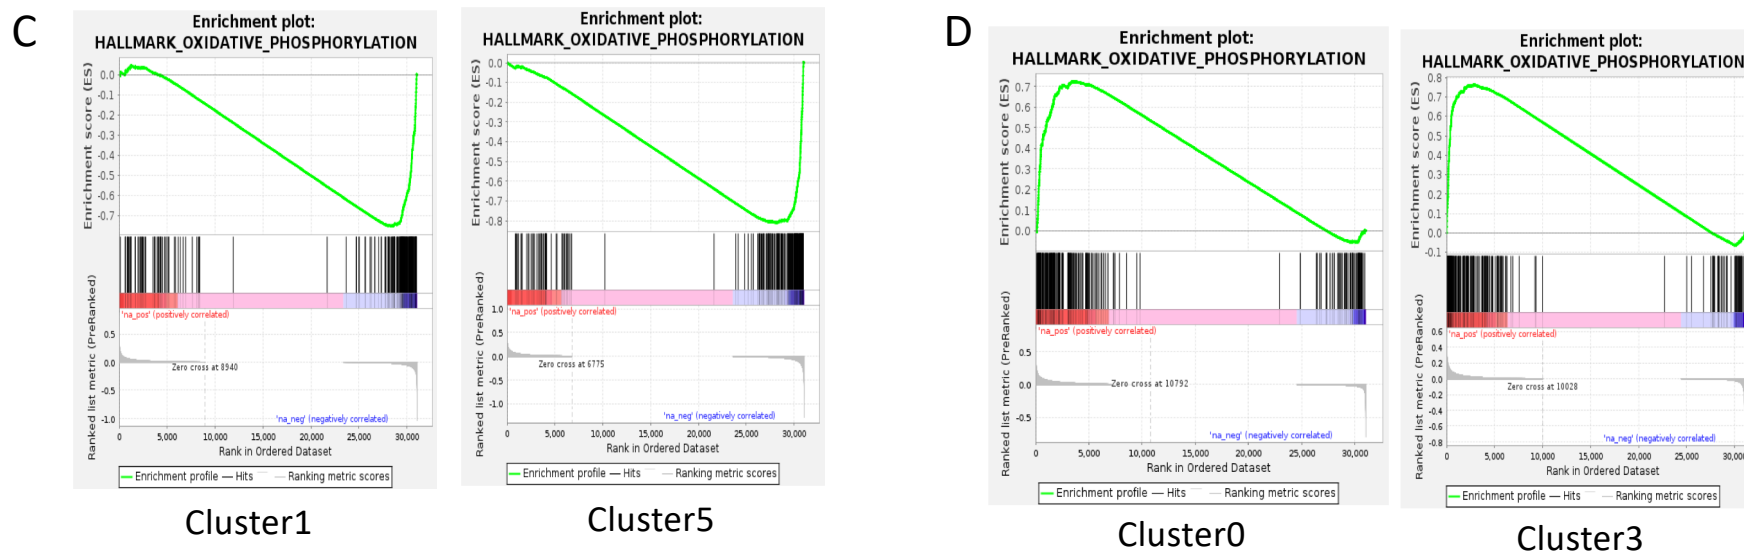 C
Enrichment plot:
HALLMARK_OXIDATIVE_PHOSPHORYLATION
Enrichment score (ES)
0.0
-0.1
-0.2
-0.3
-0.4
-0.5
-0.6
-0.7
'na_pos' (positively correlated)
Ranked list metric (PreRanked)
0.5
0.0
-0.5
-1.0
Zero cross at 8940
'na_neg' (negatively correlated)
0 5,000 10,000 15,000 20,000 25,000 30,000
Rank in Ordered Dataset
Enrichment profile Hits Ranking metric scores
Cluster1
Enrichment plot:
HALLMARK_OXIDATIVE_PHOSPHORYLATION
Enrichment score (ES)
0.0
-0.1
-0.2
-0.3
-0.4
-0.5
-0.6
-0.7
-0.8
'na_pos' (positively correlated)
Ranked list metric (PreRanked)
1.0
0.5
0.0
-0.5
-1.0
Zero cross at 6775
'na_neg' (negatively correlated)
0 5,000 10,000 15,000 20,000 25,000 30,000
Rank in Ordered Dataset
Enrichment profile Hits Ranking metric scores
Cluster5
D
Enrichment plot:
HALLMARK_OXIDATIVE_PHOSPHORYLATION
Enrichment score (ES)
0.7
0.6
0.5
0.4
0.3
0.2
0.1
0.0
'na_pos' (positively correlated)
Ranked list metric (PreRanked)
0.5
0.0
-0.5
Zero cross at 10792
'na_neg' (negatively correlated)
0 5,000 10,000 15,000 20,000 25,000 30,000
Rank in Ordered Dataset
Enrichment profile Hits Ranking metric scores
Cluster0
Enrichment plot:
HALLMARK_OXIDATIVE_PHOSPHORYLATION
Enrichment score (ES)
0.8
0.7
0.6
0.5
0.4
0.3
0.2
0.1
0.0
-0.1
'na_pos' (positively correlated)
Ranked list metric (PreRanked)
0.6
0.4
0.2
0.0
-0.2
-0.4
-0.6
-0.8
Zero cross at 10028
'na_neg' (negatively correlated)
0 5,000 10,000 15,000 20,000 25,000 30,000
Rank in Ordered Dataset
Enrichment profile Hits Ranking metric scores
Cluster3